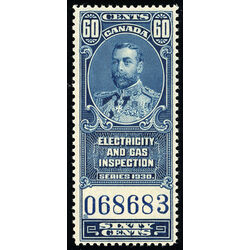 60 CENTS 60
CANADA
ELECTRICITY
AND GAS
INSPECTION
SERIES 1930.
068683
SIXTY
CENTS